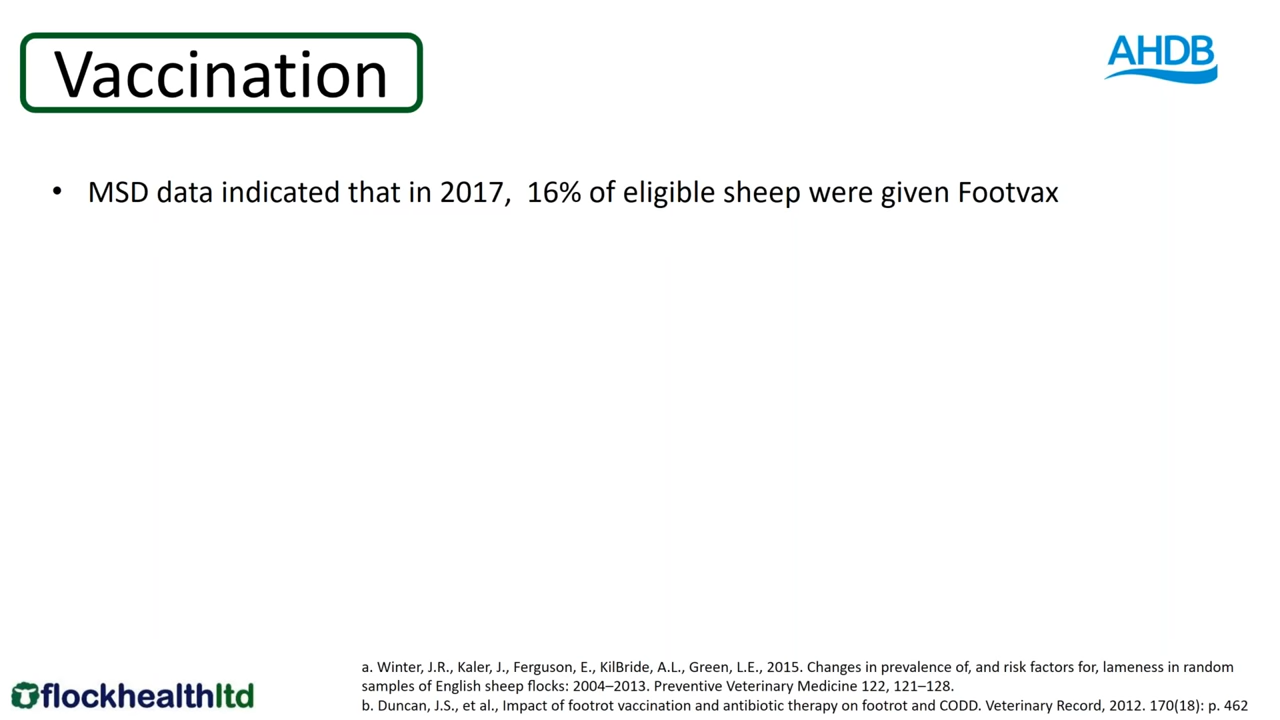 Vaccination
AHDB
• MSD data indicated that in 2017,  16% of eligible sheep were given Footvax
a. Winter, J.R., Kaler, J., Ferguson, E., KilBride, A.L., Green, L.E., 2015. Changes in prevalence of, and risk factors for, lameness in random
samples of English sheep flocks: 2004–2013. Preventive Veterinary Medicine 122, 121–128.
b. Duncan, J.S., et al., Impact of footrot vaccination and antibiotic therapy on footrot and CODD. Veterinary Record, 2012. 170(18): p. 462
flockhealthltd